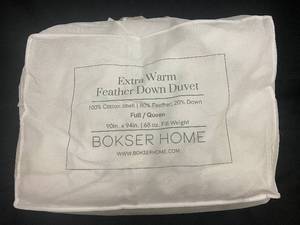 Extra Warm
Feather Down Duvet
100% Cotton Shell | 80% Feather, 20% Down
Full / Queen
90in. x 94in. | 68 oz. Fill Weight
BOKSER HOME
WWW.BOKSERHOME.COM